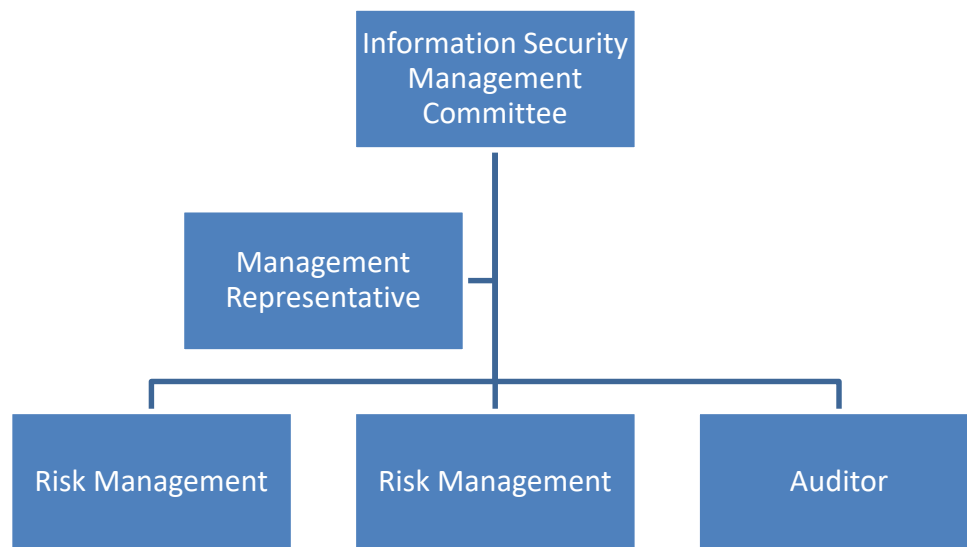 Information Security
Management
Committee
Management
Representative
Risk Management
Risk Management
Auditor